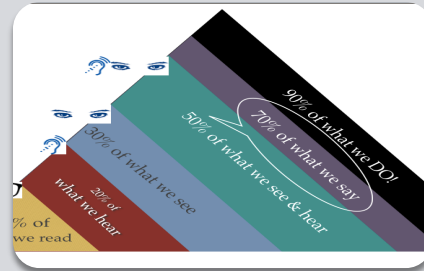 90% of what we DO!
70% of what we say
50% of what we see & hear
30% of what we see
20% of
what we hear
% of
we read